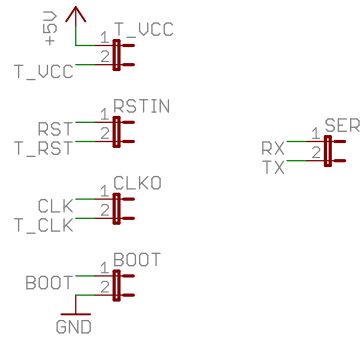 +5V
T_VCC
1
2
T_VCC
RSTIN
1
RST
2
T_RST
CLKO
1
CLK
2
T_CLK
BOOT
1
BOOT
2
GND
SER
1
RX
2
TX